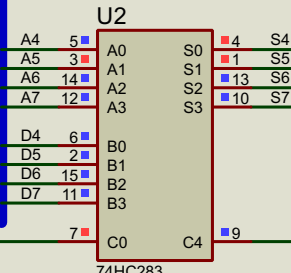 U2
A4 5 A0 S0 4 S4
A5 3 A1 S1 1 S5
A6 14 A2 S2 13 S6
A7 12 A3 S3 10 S7
D4 6 B0
D5 2 B1
D6 15 B2
D7 11 B3
7 C0 C4 9
74HC283